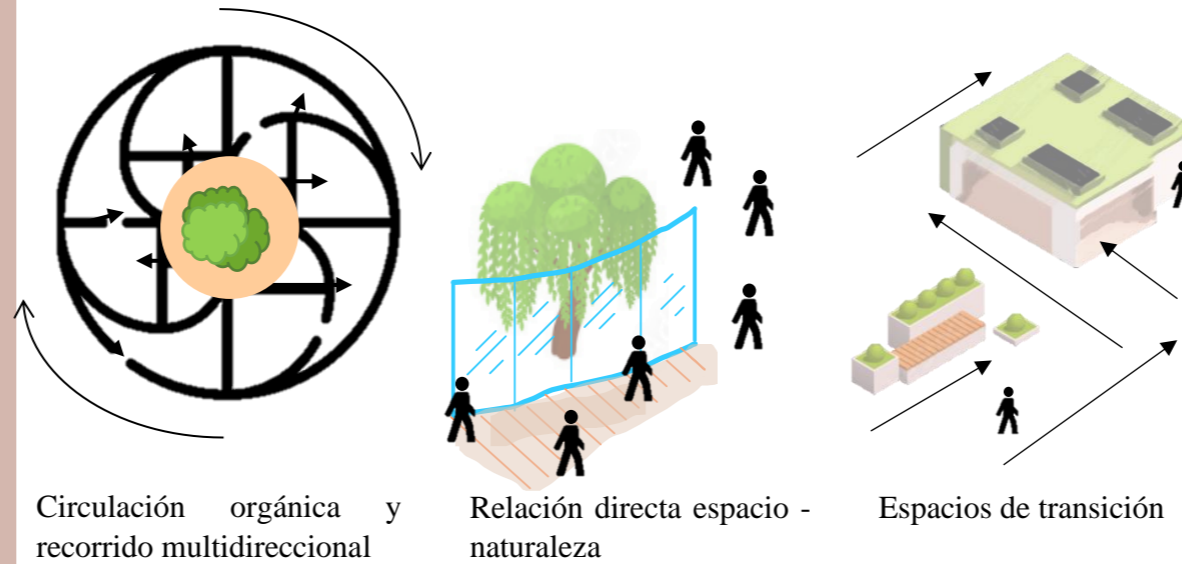 Circulación orgánica y
recorrido multidireccional
Relación directa espacio -
naturaleza
Espacios de transición